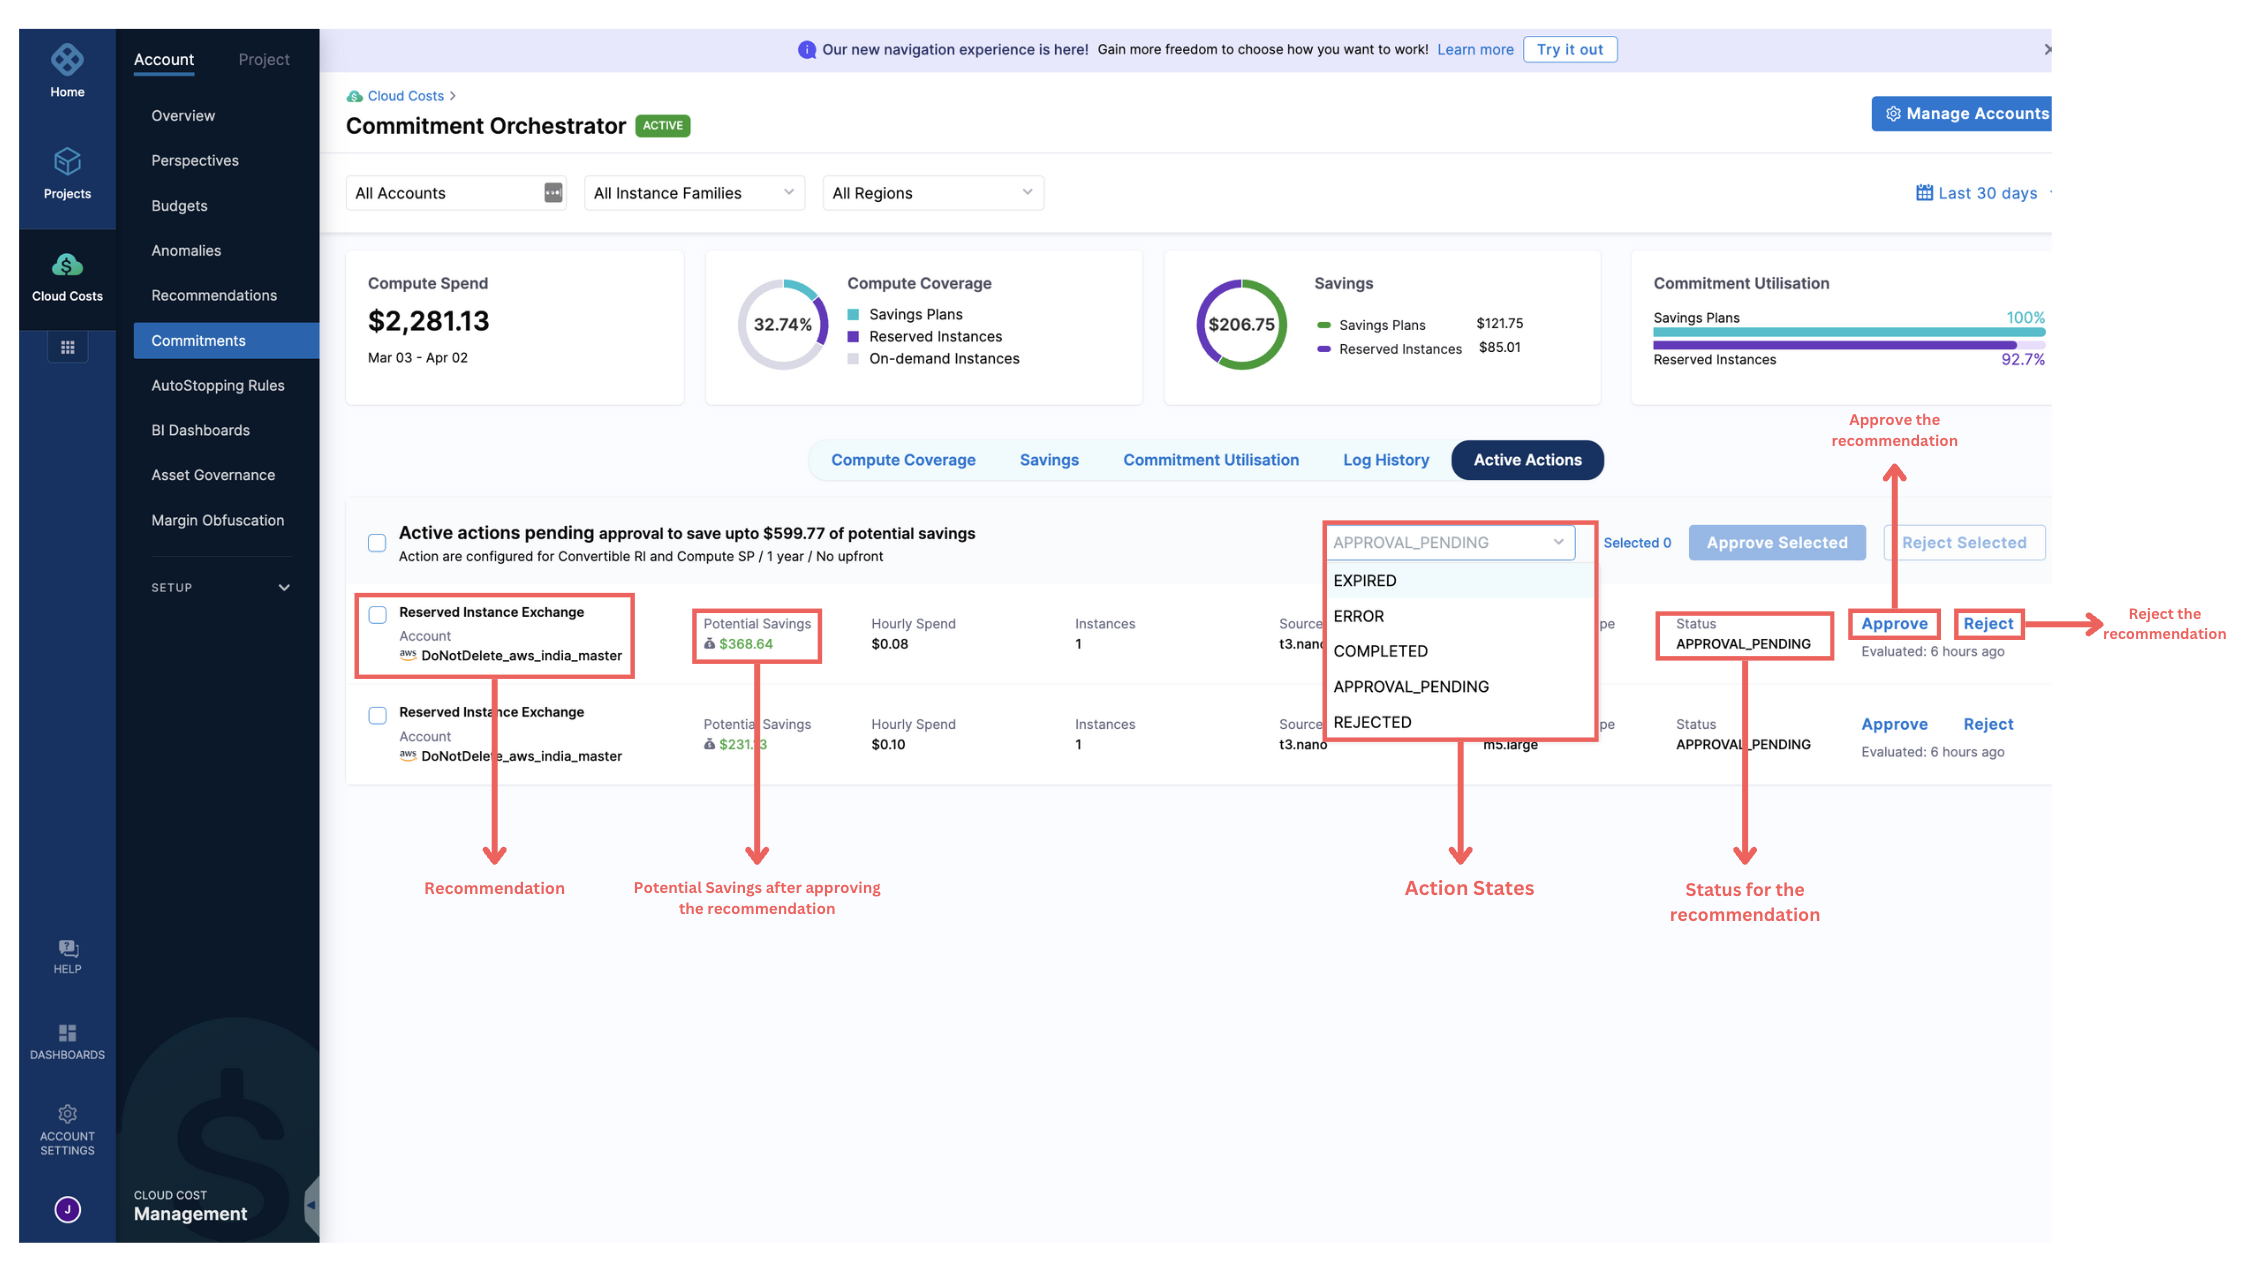 Our new navigation experience is here! Gain more freedom to choose how you want to work! Learn more Try it out
Home
Projects
Cloud Costs
HELP
DASHBOARDS
ACCOUNT
SETTINGS
J
Account Project
Overview
Perspectives
Budgets
Anomalies
Recommendations
Commitments
AutoStopping Rules
BI Dashboards
Asset Governance
Margin Obfuscation
SETUP
CLOUD COST
Management
Cloud Costs >
Commitment Orchestrator ACTIVE
Manage Accounts
All Accounts
All Instance Families
All Regions
Last 30 days
Compute Spend
$2,281.13
Mar 03 - Apr 02
32.74%
Compute Coverage
Savings Plans
Reserved Instances
On-demand Instances
$206.75
Savings
Savings Plans $121.75
Reserved Instances $85.01
Commitment Utilisation
Savings Plans 100%
Reserved Instances 92.7%
Approve the
recommendation
Compute Coverage Savings Commitment Utilisation Log History Active Actions
Active actions pending approval to save upto $599.77 of potential savings
Action are configured for Convertible RI and Compute SP / 1 year / No upfront
APPROVAL_PENDING
Selected 0
Approve Selected
Reject Selected
EXPIRED
ERROR
COMPLETED
APPROVAL_PENDING
REJECTED
Reserved Instance Exchange
Account
aws DoNotDelete_aws_india_master
Potential Savings
$368.64
Hourly Spend
$0.08
Instances
1
Source
t3.nano
pe
Status
APPROVAL_PENDING
Approve Reject
Evaluated: 6 hours ago
Reject the
recommendation
Reserved Instance Exchange
Account
aws DoNotDelete_aws_india_master
Potential Savings
Hourly Spend
$0.10
Instances
1
Source
t3.nano
m5.large
pe
Status
APPROVAL_PENDING
Approve Reject
Evaluated: 6 hours ago
Recommendation
Potential Savings after approving
the recommendation
Action States
Status for the
recommendation